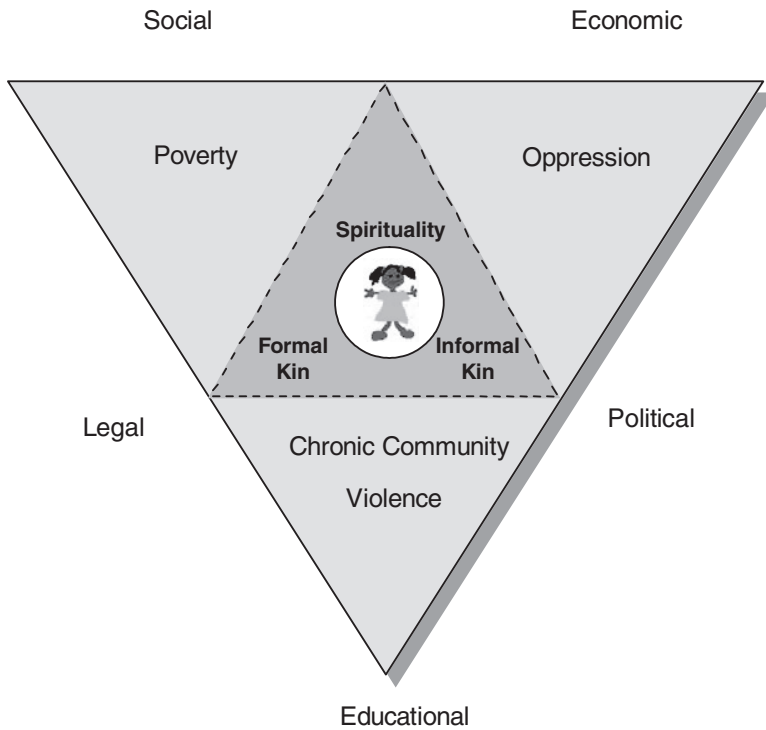 Social
Economic
Poverty
Oppression
Spirituality
Formal
Kin
Informal
Kin
Legal
Political
Chronic Community
Violence
Educational